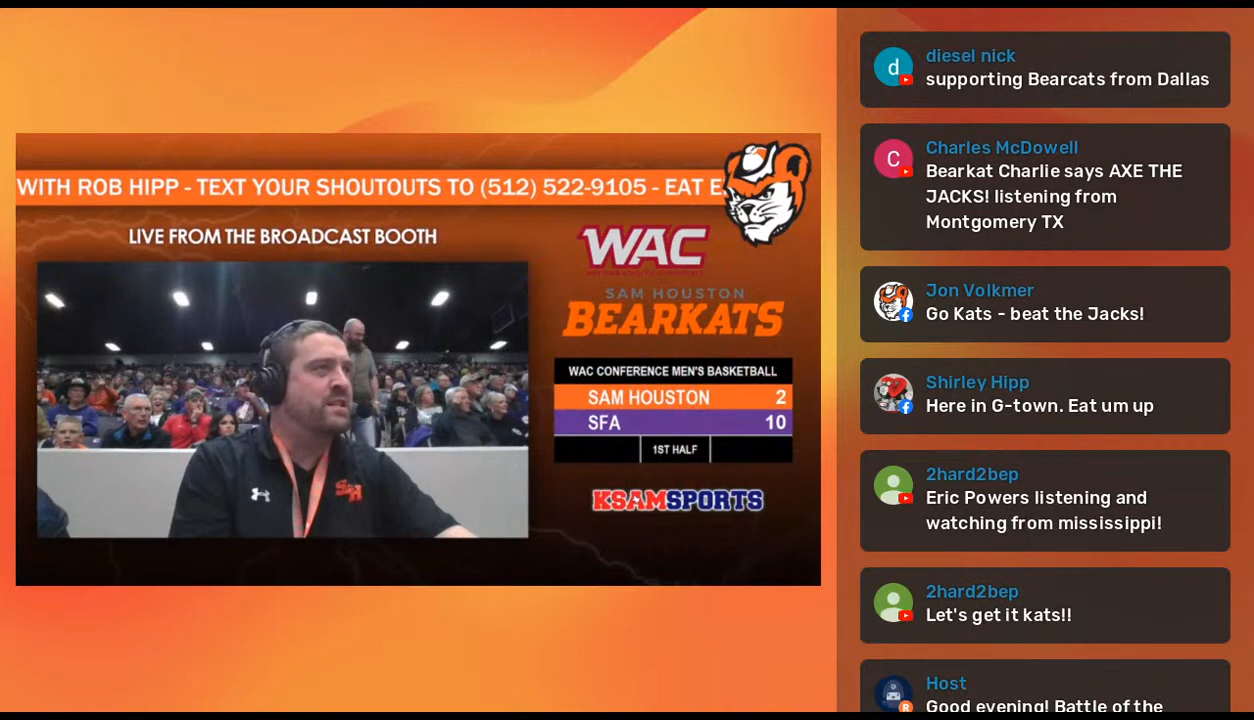 WITH ROB HIPP - TEXT YOUR SHOUTOUTS TO (512) 522-9105 - EAT E
LIVE FROM THE BROADCAST BOOTH
WAC
SAM HOUSTON
BEARKATS
WAC CONFERENCE MEN'S BASKETBALL
SAM HOUSTON 2
SFA 10
1ST HALF
KSAMSPORTS
SH
d
diesel nick
supporting Bearcats from Dallas
C
Charles McDowell
Bearkat Charlie says AXE THE
JACKS! listening from
Montgomery TX
Jon Volkmer
Go Kats - beat the Jacks!
Shirley Hipp
Here in G-town. Eat um up
2hard2bep
Eric Powers listening and
watching from mississippi!
2hard2bep
Let's get it kats!!
Host
R
Good evening! Battle of the